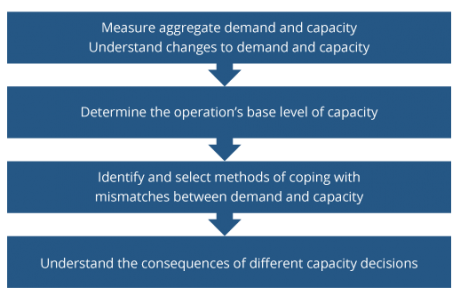 Measure aggregate demand and capacity
Understand changes to demand and capacity
Determine the operation's base level of capacity
Identify and select methods of coping with
mismatches between demand and capacity
Understand the consequences of different capacity decisions